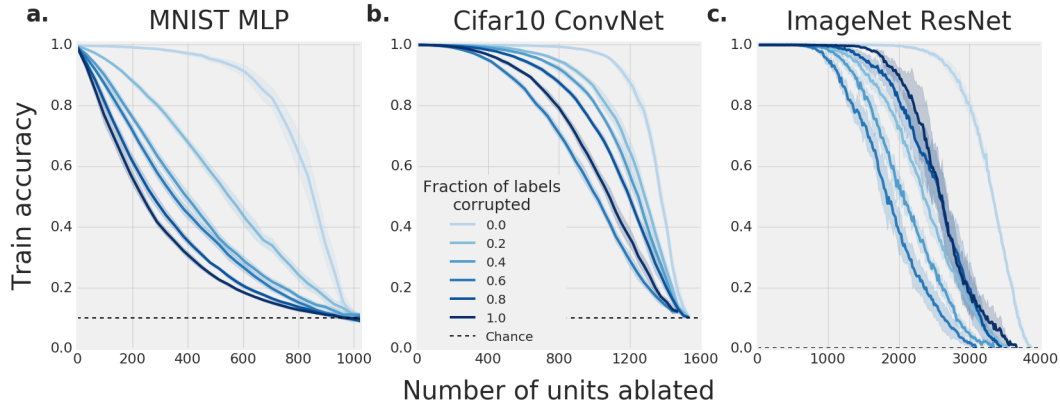 a. MNIST MLP
b. Cifar10 ConvNet
c. ImageNet ResNet
Train accuracy
1.0
0.8
0.6
0.4
0.2
0.0
0 200 400 600 800 1000
1.0
0.8
0.6
0.4
0.2
0.0
0 400 800 1200 1600
Fraction of labels
corrupted
0.0
0.2
0.4
0.6
0.8
1.0
Chance
1.0
0.8
0.6
0.4
0.2
0.0
0 1000 2000 3000 4000
Number of units ablated